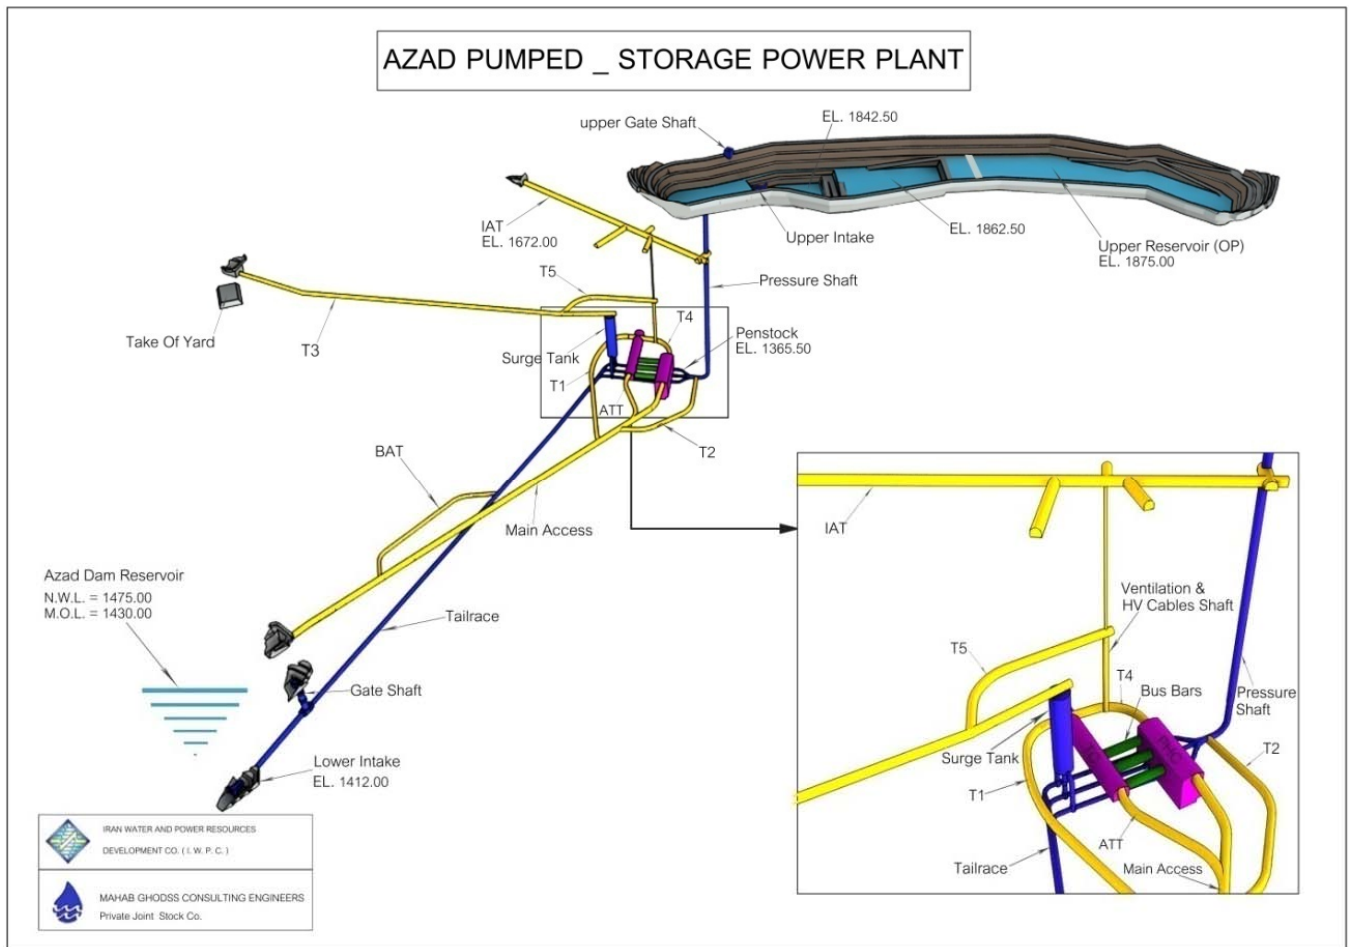 AZAD PUMPED _ STORAGE POWER PLANT
upper Gate Shaft
EL. 1842.50
IAT
EL. 1672.00
Upper Intake
EL. 1862.50
Upper Reservoir (OP)
EL. 1875.00
T5
Pressure Shaft
Take Of Yard
T3
T4
Surge Tank
Penstock
EL. 1365.50
T1
ATT
T2
BAT
Main Access
Azad Dam Reservoir
N.W.L. = 1475.00
M.O.L. = 1430.00
Tailrace
Gate Shaft
Lower Intake
EL. 1412.00
IAT
Ventilation &
HV Cables Shaft
T5
T4
Bus Bars
Pressure
Shaft
Surge Tank
PHC
T2
T1
ATT
Tailrace
Main Access
IRAN WATER AND POWER RESOURCES
DEVELOPMENT CO. ( I. W. P. C. )
MAHAB GHODSS CONSULTING ENGINEERS
Private Joint Stock Co.